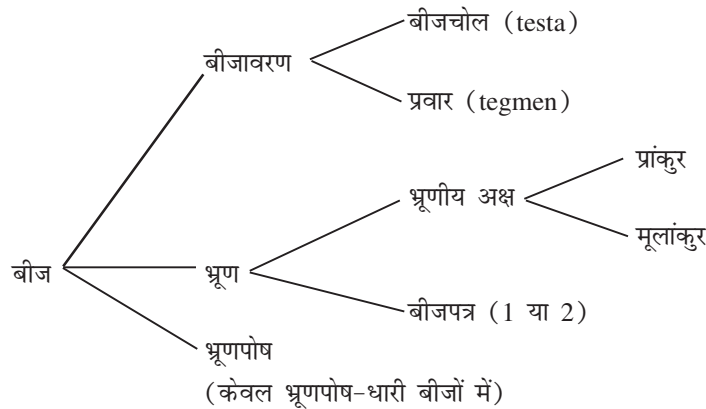 बीजचोल (testa)
बीजावरण
प्रवार (tegmen)
प्रांकुर
भ्रूणीय अक्ष
मूलांकुर
बीज
भ्रूण
बीजपत्र (1 या 2)
भ्रूणपोष
(केवल भ्रूणपोष-धारी बीजों में)